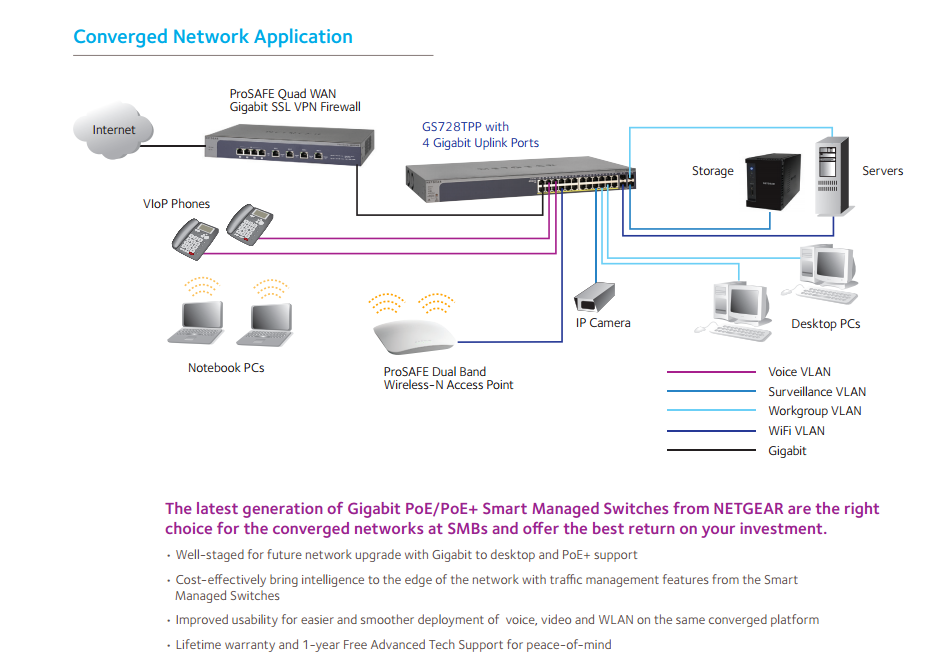 Converged Network Application
ProSAFE Quad WAN
Gigabit SSL VPN Firewall
Internet
GS728TPP with
4 Gigabit Uplink Ports
Storage
Servers
VIoP Phones
IP Camera
Desktop PCs
Notebook PCs
ProSAFE Dual Band
Wireless-N Access Point
Voice VLAN
Surveillance VLAN
Workgroup VLAN
WiFi VLAN
Gigabit
The latest generation of Gigabit PoE/PoE+ Smart Managed Switches from NETGEAR are the right
choice for the converged networks at SMBs and offer the best return on your investment.
· Well-staged for future network upgrade with Gigabit to desktop and PoE+ support
· Cost-effectively bring intelligence to the edge of the network with traffic management features from the Smart
Managed Switches
· Improved usability for easier and smoother deployment of voice, video and WLAN on the same converged platform
· Lifetime warranty and 1-year Free Advanced Tech Support for peace-of-mind